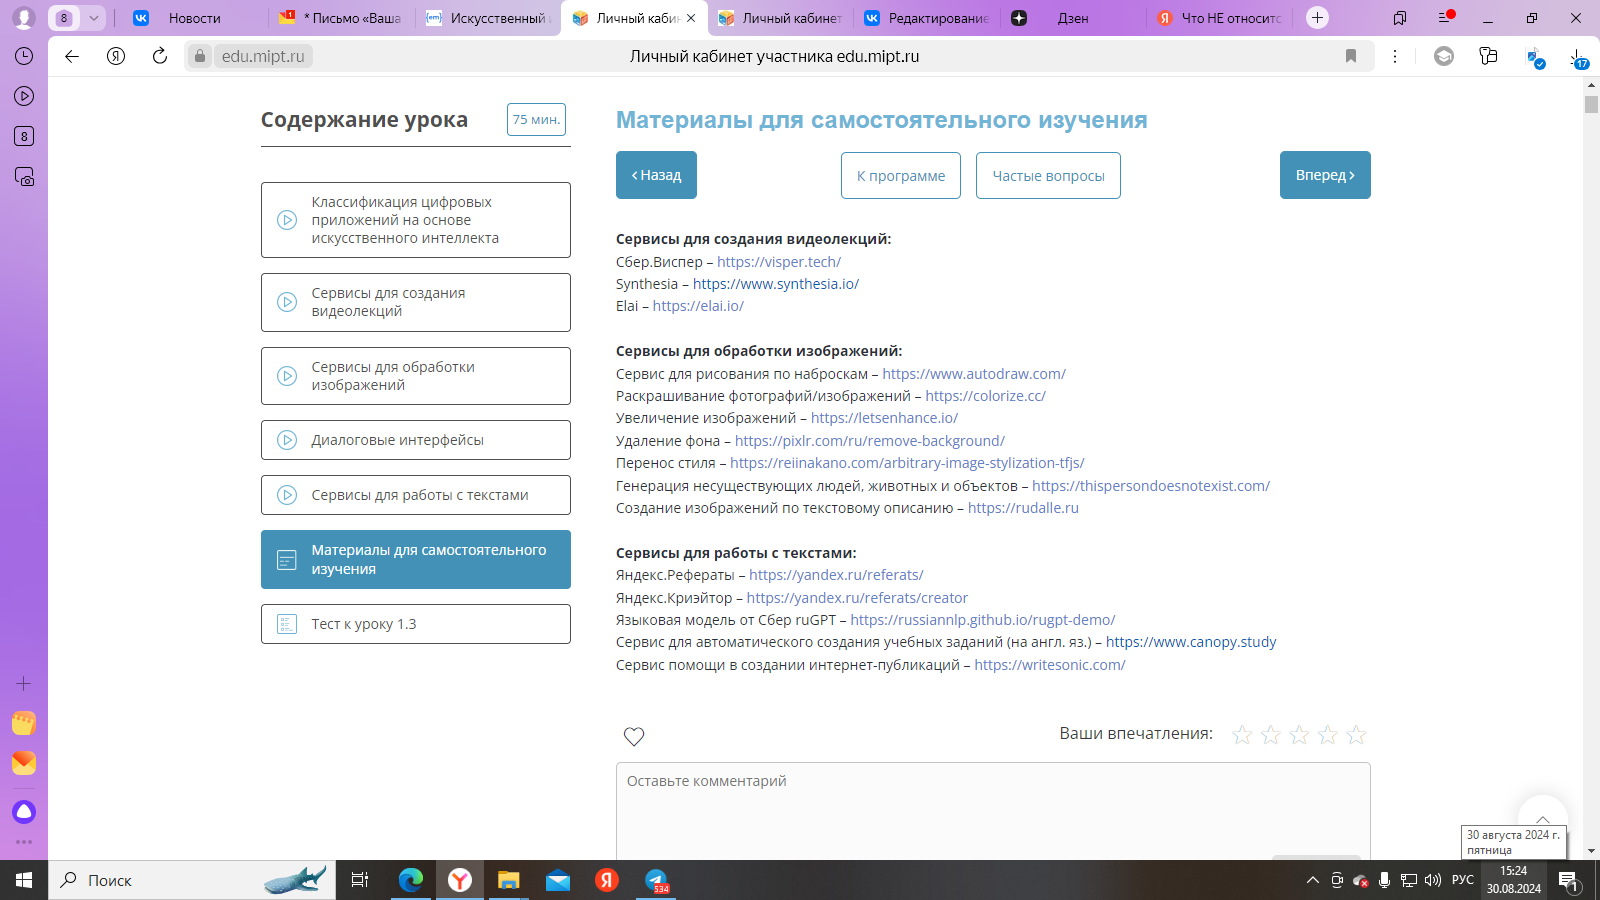 8
Новости
* Письмо «Ваша
Искусственный и
Личный кабин
Личный кабинет
Редактирование
Дзен
Что НЕ относитс
edu.mipt.ru
Личный кабинет участника edu.mipt.ru
17
8
Содержание урока
75 мин.
Классификация цифровых
приложений на основе
искусственного интеллекта
Сервисы для создания
видеолекций
Сервисы для обработки
изображений
Диалоговые интерфейсы
Сервисы для работы с текстами
Материалы для самостоятельного
изучения
Тест к уроку 1.3
Материалы для самостоятельного изучения
‹ Назад
К программе
Частые вопросы
Вперед ›
Сервисы для создания видеолекций:
Сбер.Виспер – https://visper.tech/
Synthesia – https://www.synthesia.io/
Elai – https://elai.io/
Сервисы для обработки изображений:
Сервис для рисования по наброскам – https://www.autodraw.com/
Раскрашивание фотографий/изображений – https://colorize.cc/
Увеличение изображений – https://letsenhance.io/
Удаление фона – https://pixlr.com/ru/remove-background/
Перенос стиля – https://reiinakano.com/arbitrary-image-stylization-tfjs/
Генерация несуществующих людей, животных и объектов – https://thispersondoesnotexist.com/
Создание изображений по текстовому описанию – https://rudalle.ru
Сервисы для работы с текстами:
Яндекс.Рефераты – https://yandex.ru/referats/
Яндекс.Криэйтор – https://yandex.ru/referats/creator
Языковая модель от Сбер ruGPT – https://russiannlp.github.io/rugpt-demo/
Сервис для автоматического создания учебных заданий (на англ. яз.) – https://www.canopy.study
Сервис помощи в создании интернет-публикаций – https://writesonic.com/
Ваши впечатления:
Оставьте комментарий
30 августа 2024 г.
пятница
Поиск
534
РУС
15:24
30.08.2024
1